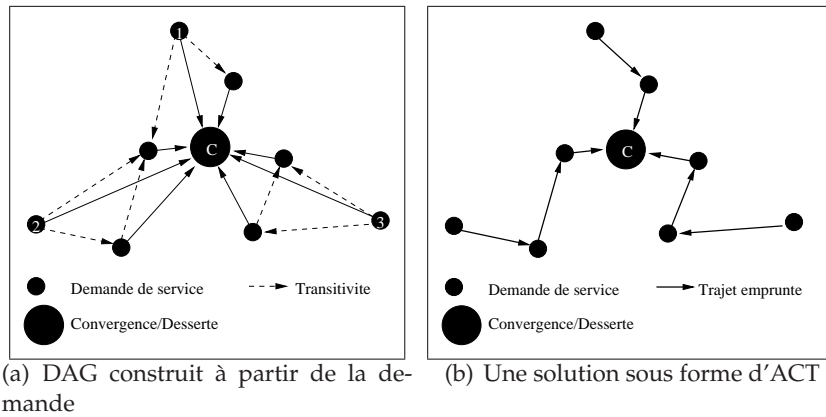 1
C
2
3
Demande de service
Transitivite
Convergence/Desserte
(a) DAG construit à partir de la de-
mande
C
Demande de service
Trajet emprunte
Convergence/Desserte
(b) Une solution sous forme d'ACT